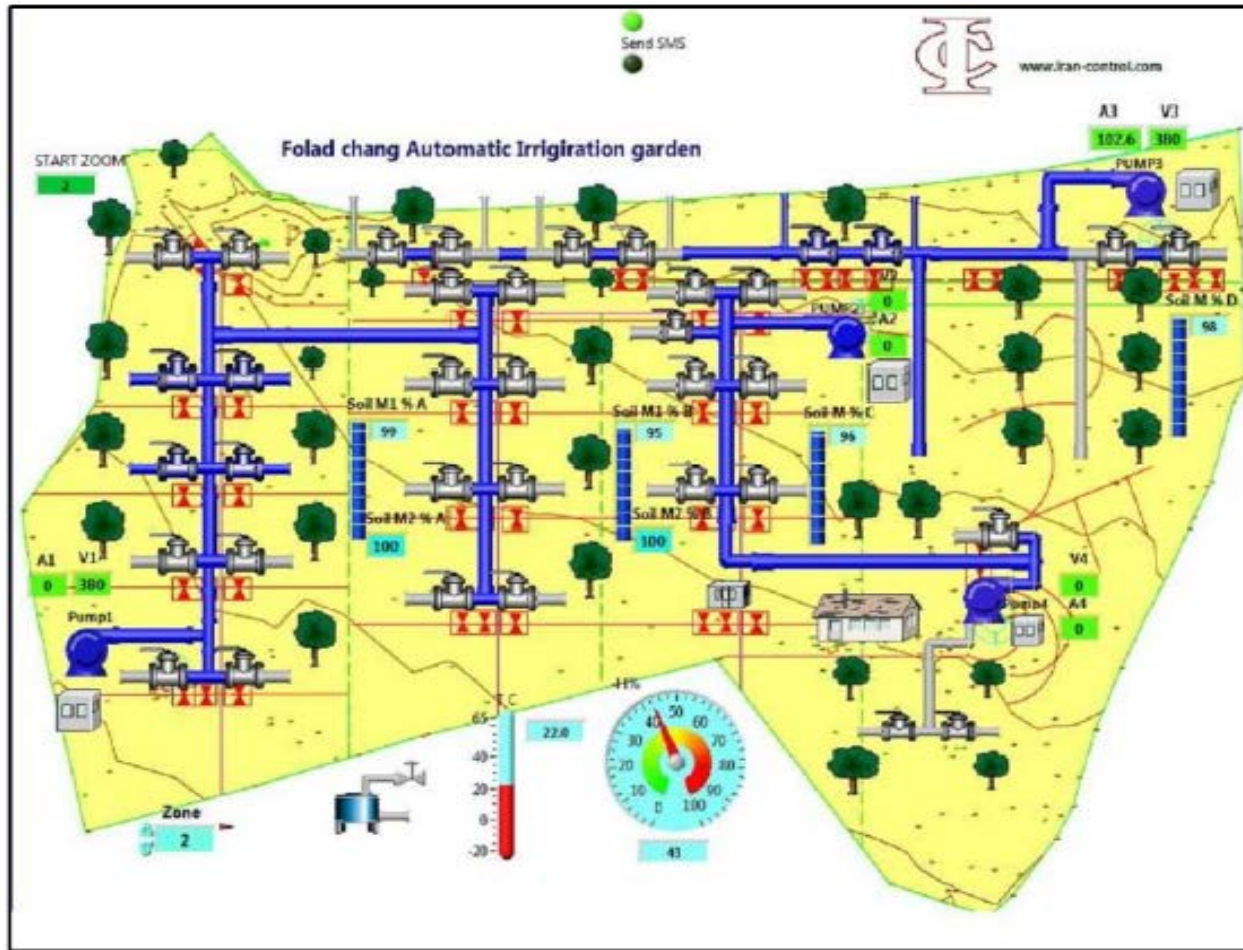 Send SMS
www.iran-control.com
A3 V3
102.6 380
PUMP3
Folad chang Automatic Irrigiration garden
START ZOOM
2
V2
0
PUMP2
A2
0
Soil M % D
98
Soil M1 % A
99
Soil M1 % B
95
Soil M % C
96
Soil M2 % A
100
Soil M2 % B
100
A1 V1
0 380
Pump1
V4
0
Pump4 A4
0
T.C
65
40
20
0
-20
22.0
H%
0 10 20 30 40 50 60 70 80 90 100
43
Zone
2